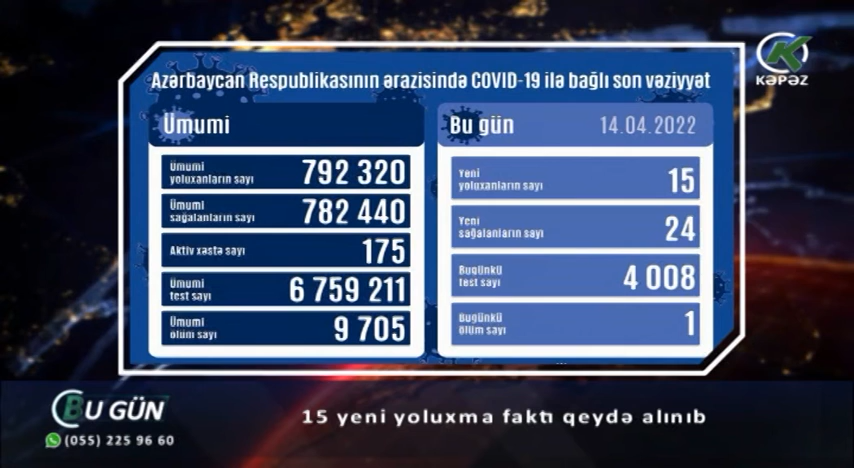 KƏPƏZ
Azərbaycan Respublikasının ərazisində COVID-19 ilə bağlı son vəziyyət
Ümumi
Ümumi
yoluxanların sayı
792 320
Ümumi
sağalanların sayı
782 440
Aktiv xəstə sayı
175
Ümumi
test sayı
6 759 211
Ümumi
ölüm sayı
9 705
Bu gün
14.04.2022
Yeni
yoluxanların sayı
15
Yeni
sağalanların sayı
24
Bugünkü
test sayı
4 008
Bugünkü
ölüm sayı
1
BU GÜN
(055) 225 96 60
15 yeni yoluxma faktı qeydə alınıb